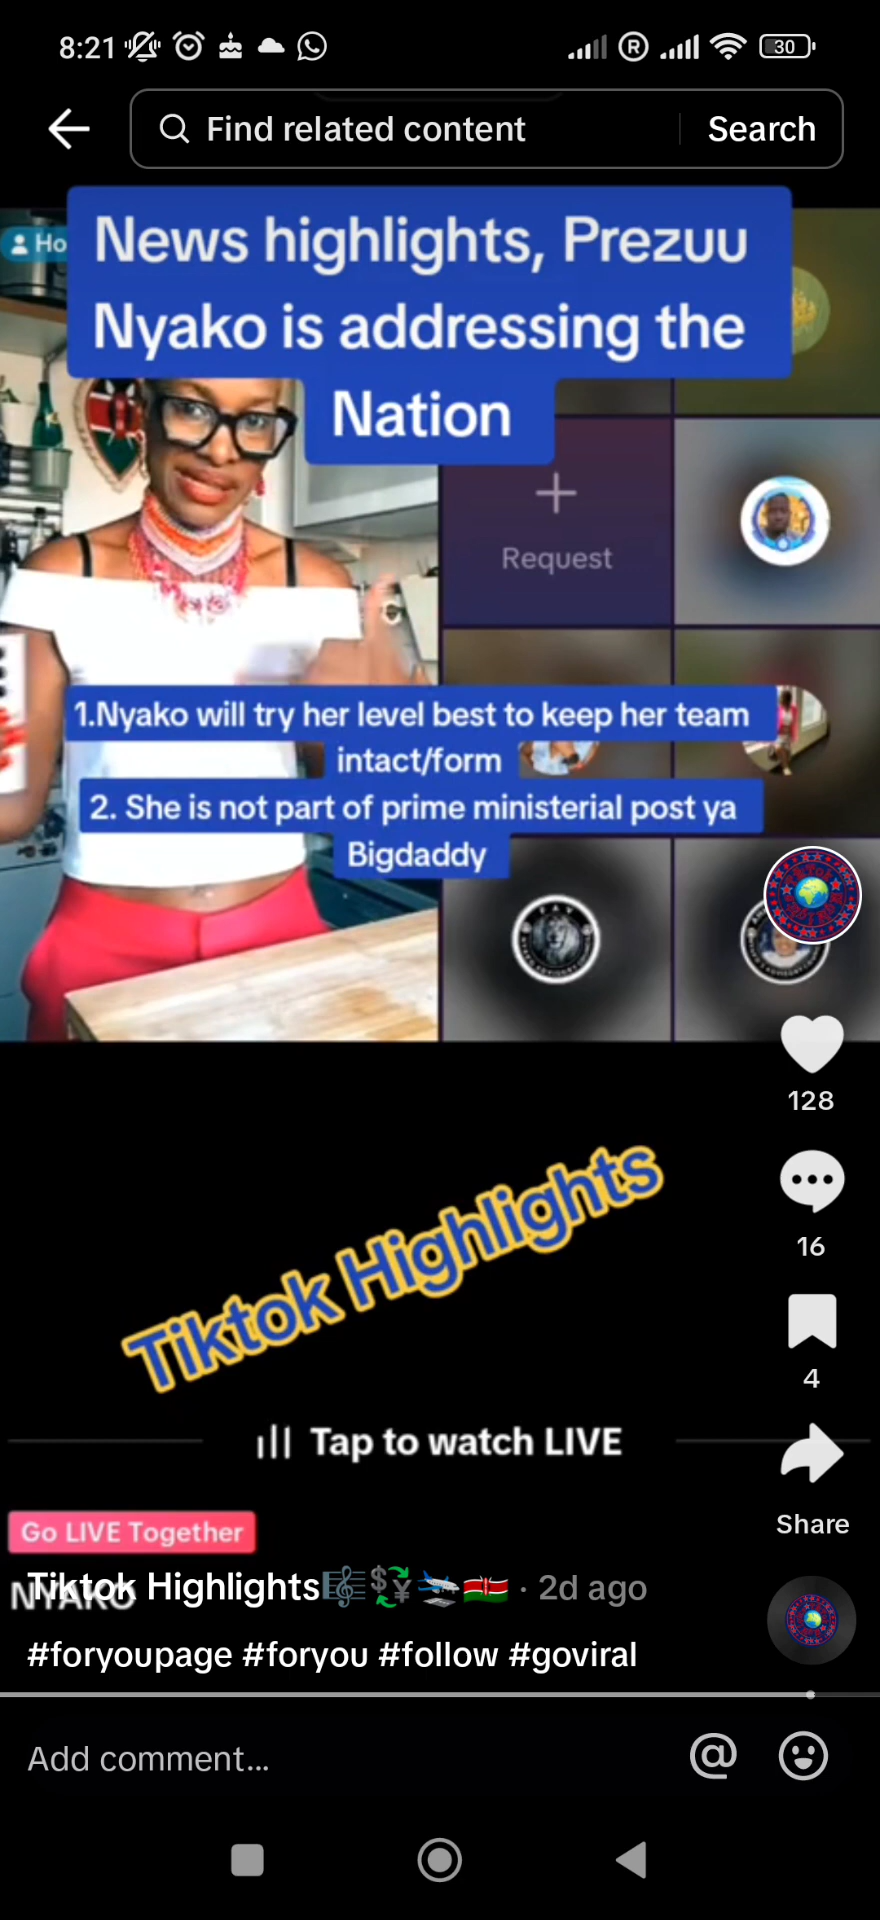 8:21
R
30
Find related content
Search
Ho
News highlights, Prezuu
Nyako is addressing the
Nation
Request
1.Nyako will try her level best to keep her team
intact/form
2. She is not part of prime ministerial post ya
Bigdaddy
128
16
4
Tiktok Highlights
Tap to watch LIVE
Share
Go LIVE Together
NYAKO
Tiktok Highlights · 2d ago
#foryoupage #foryou #follow #goviral
Add comment...
@